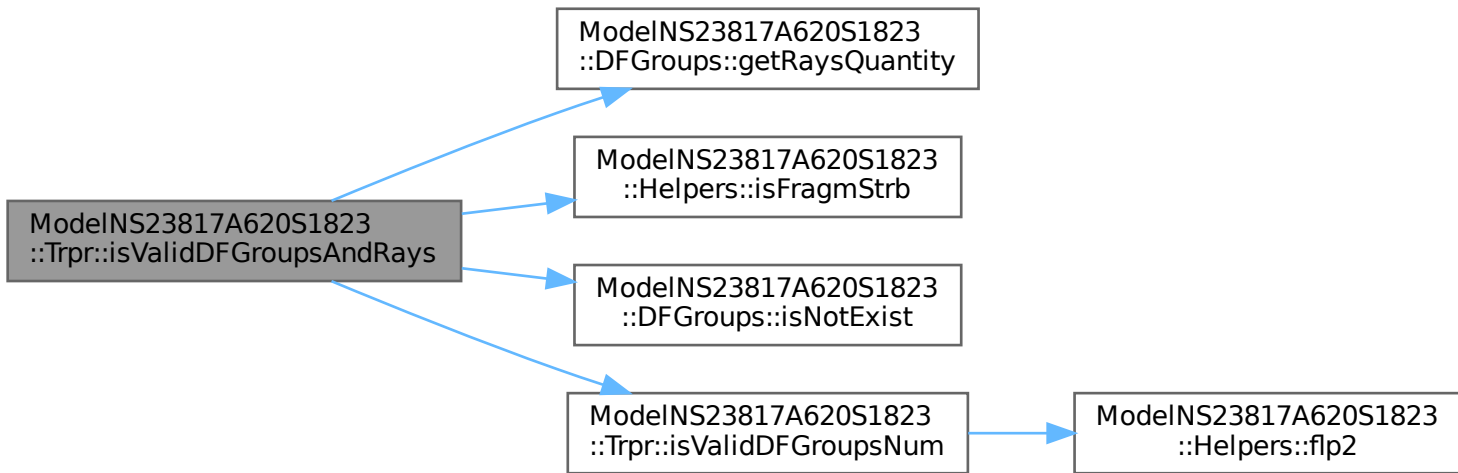 ModelNS23817A620S1823
::DFGroups::getRaysQuantity
ModelNS23817A620S1823
::Helpers::isFragmStrb
ModelNS23817A620S1823
::Trpr::isValidDFGroupsAndRays
ModelNS23817A620S1823
::DFGroups::isNotExist
ModelNS23817A620S1823
::Trpr::isValidDFGroupsNum
ModelNS23817A620S1823
::Helpers::flp2